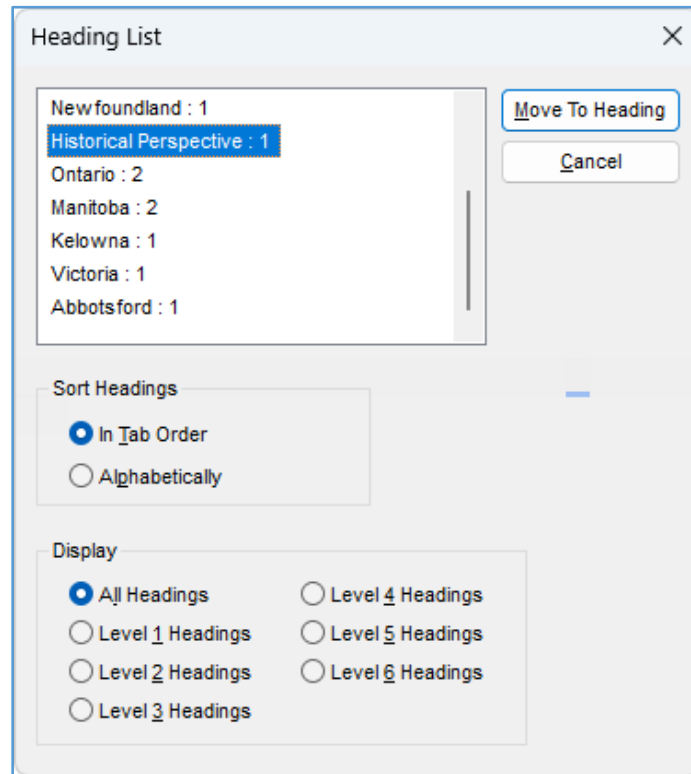 Heading List
Newfoundland : 1
Historical Perspective : 1
Ontario : 2
Manitoba : 2
Kelowna : 1
Victoria : 1
Abbotsford : 1
Move To Heading
Cancel
Sort Headings
In Tab Order
Alphabetically
Display
All Headings
Level 1 Headings
Level 2 Headings
Level 3 Headings
Level 4 Headings
Level 5 Headings
Level 6 Headings